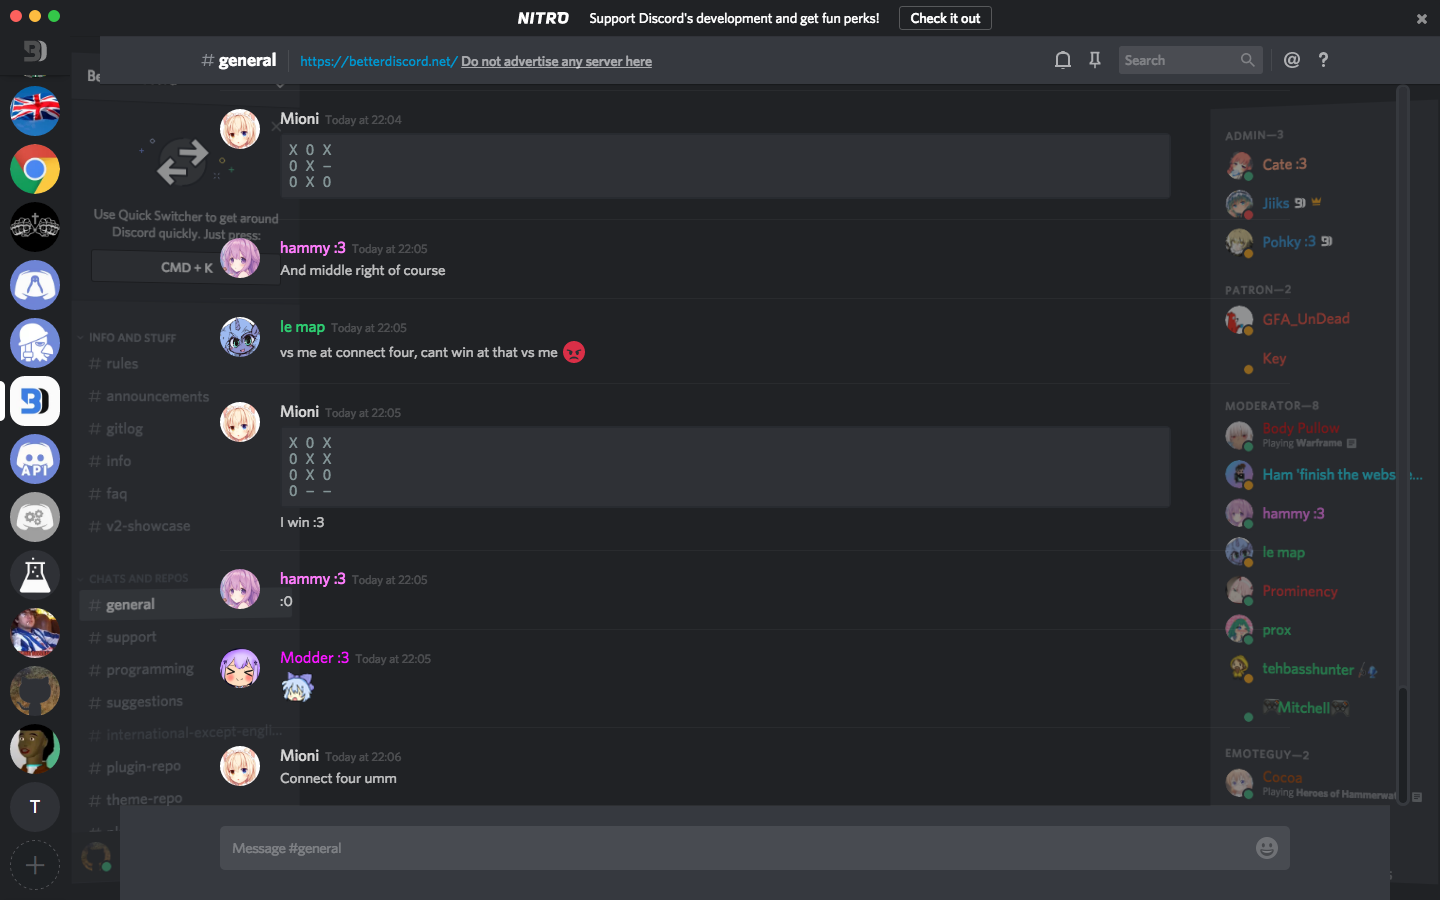 NITRO Support Discord's development and get fun perks! Check it out
# general https://betterdiscord.net/ Do not advertise any server here
Search
@ ?
Be
Use Quick Switcher to get around
Discord quickly. Just press:
CMD + K
INFO AND STUFF
# rules
# announcements
# gitlog
# info
# faq
# v2-showcase
CHATS AND REPOS
# general
# support
# programming
# suggestions
# international-except-engli...
# plugin-repo
# theme-repo
API
T
Mioni Today at 22:04
X O X
O X –
O X O
hammy :3 Today at 22:05
And middle right of course
le map Today at 22:05
vs me at connect four, cant win at that vs me
Mioni Today at 22:05
X O X
O X X
O X O
O – –
I win :3
hammy :3 Today at 22:05
:O
Modder :3 Today at 22:05
Mioni Today at 22:06
Connect four umm
Message #general
ADMIN—3
Cate :3
Jiiks
Pohky :3
PATRON—2
GFA_UnDead
Key
MODERATOR—8
Body Pullow
Playing Warframe
Ham 'finish the webs e...
hammy :3
le map
Prominency
prox
tehbasshunter
Mitchell
EMOTEGUY—2
Cocoa
Playing Heroes of Hammerwat